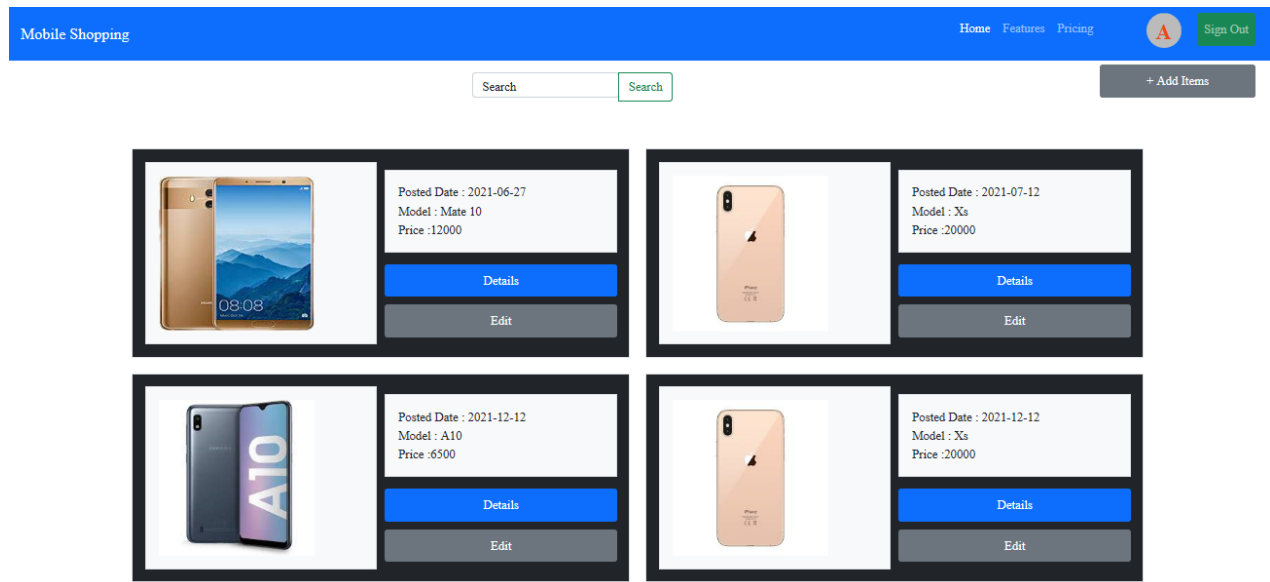 Mobile Shopping
Home Features Pricing
A
Sign Out
Search Search
+ Add Items
08:08
Posted Date : 2021-06-27
Model : Mate 10
Price :12000
Details
Edit
Posted Date : 2021-07-12
Model : Xs
Price :20000
Details
Edit
A10
Posted Date : 2021-12-12
Model : A10
Price :6500
Details
Edit
Posted Date : 2021-12-12
Model : Xs
Price :20000
Details
Edit